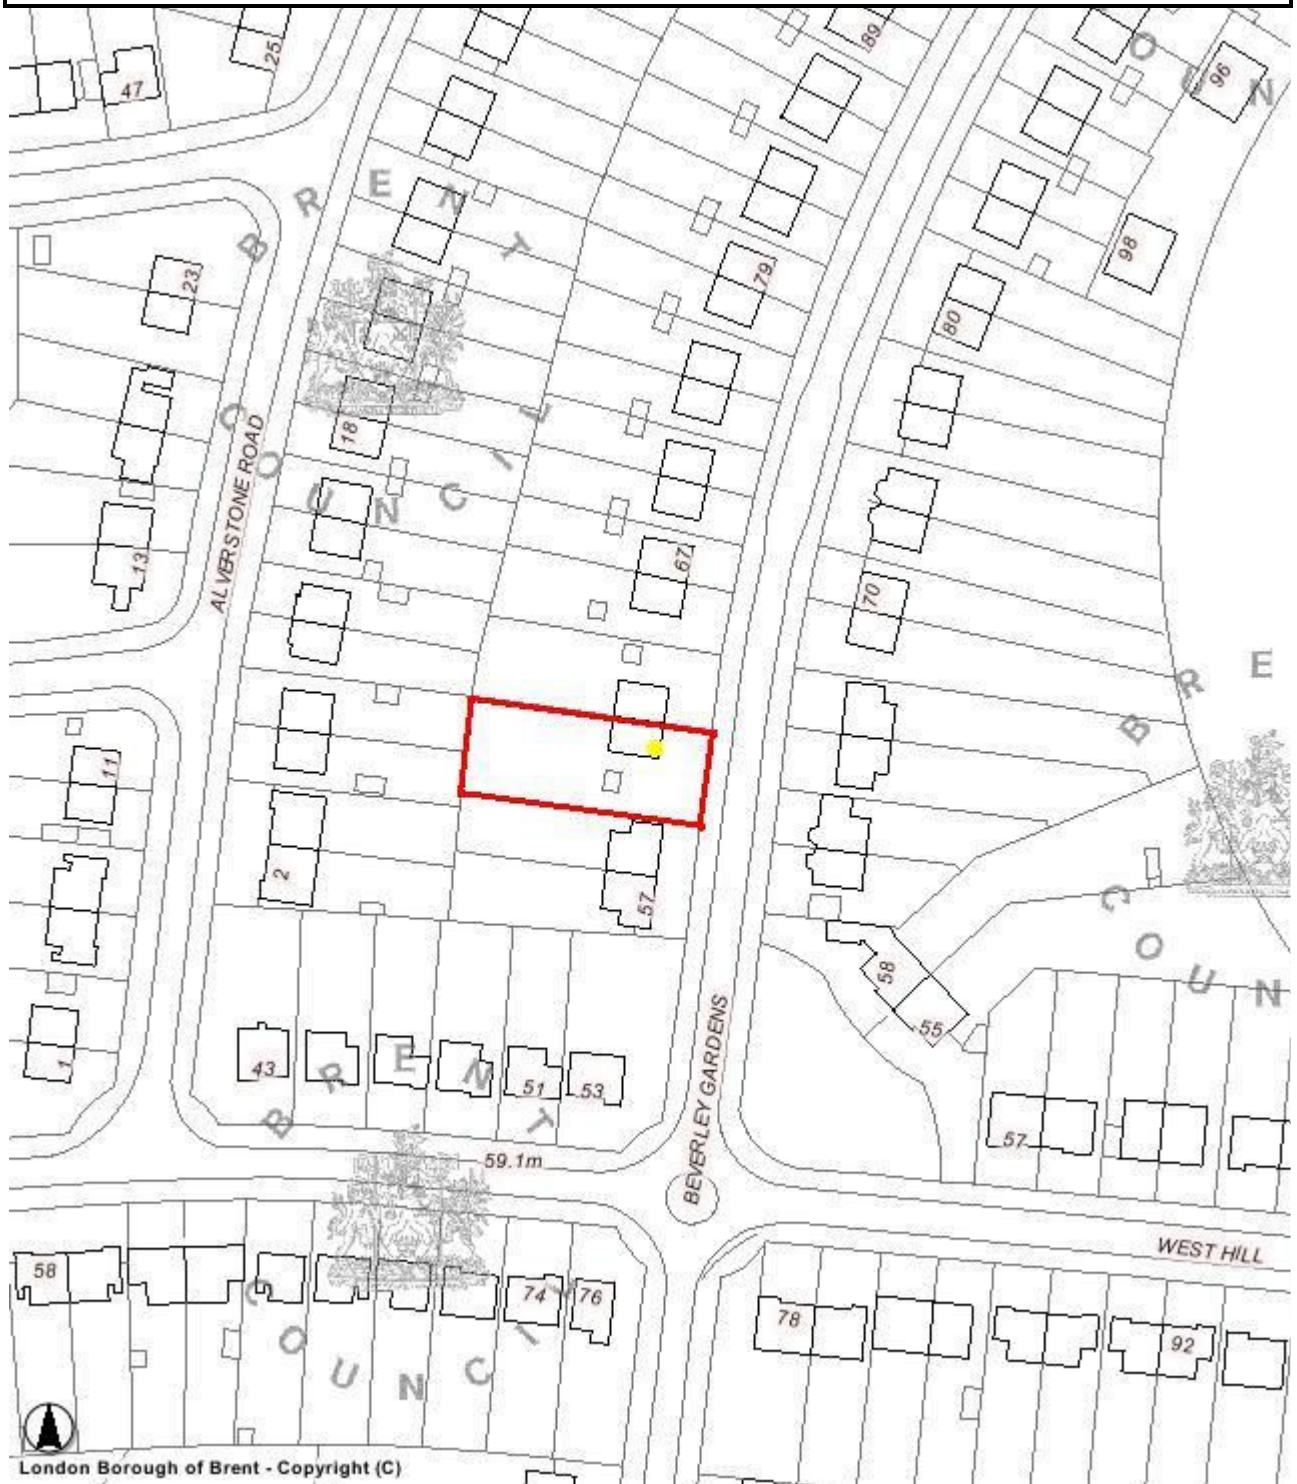 89
25
47
96
BRENT
COUNCIL
OUN
98
79
23
80
18
ALVERSTONE ROAD
13
67
70
BRE
COUN
11
2
57
58
55
BEVERLEY GARDENS
1
43
51
53
BRENT
COUNCIL
59.1m
57
WEST HILL
58
74
76
78
92
London Borough of Brent - Copyright (C)